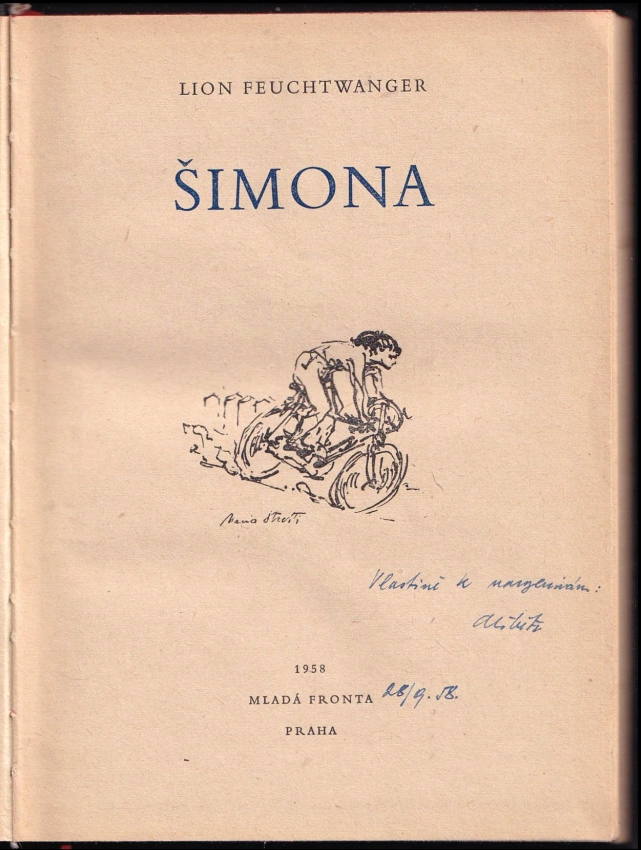 LION FEUCHTWANGER
ŠIMONA
Vlastině k narozeninám:
1958
MLADÁ FRONTA 28/9. 58.
PRAHA